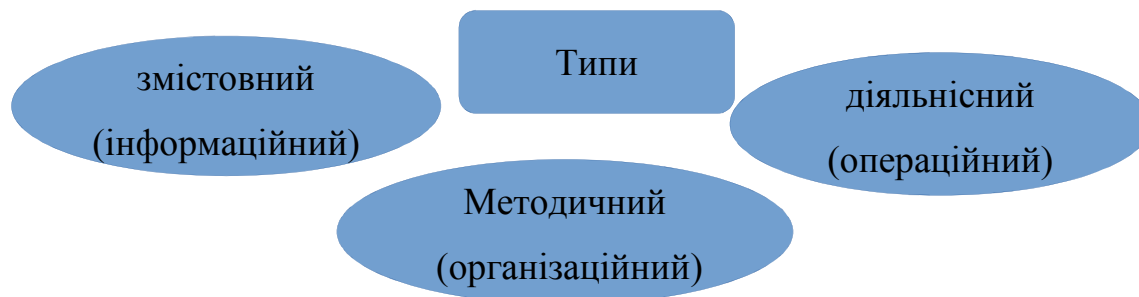 Типи
змістовний
(інформаційний)
діяльнісний
(операційний)
Методичний
(організаційний)